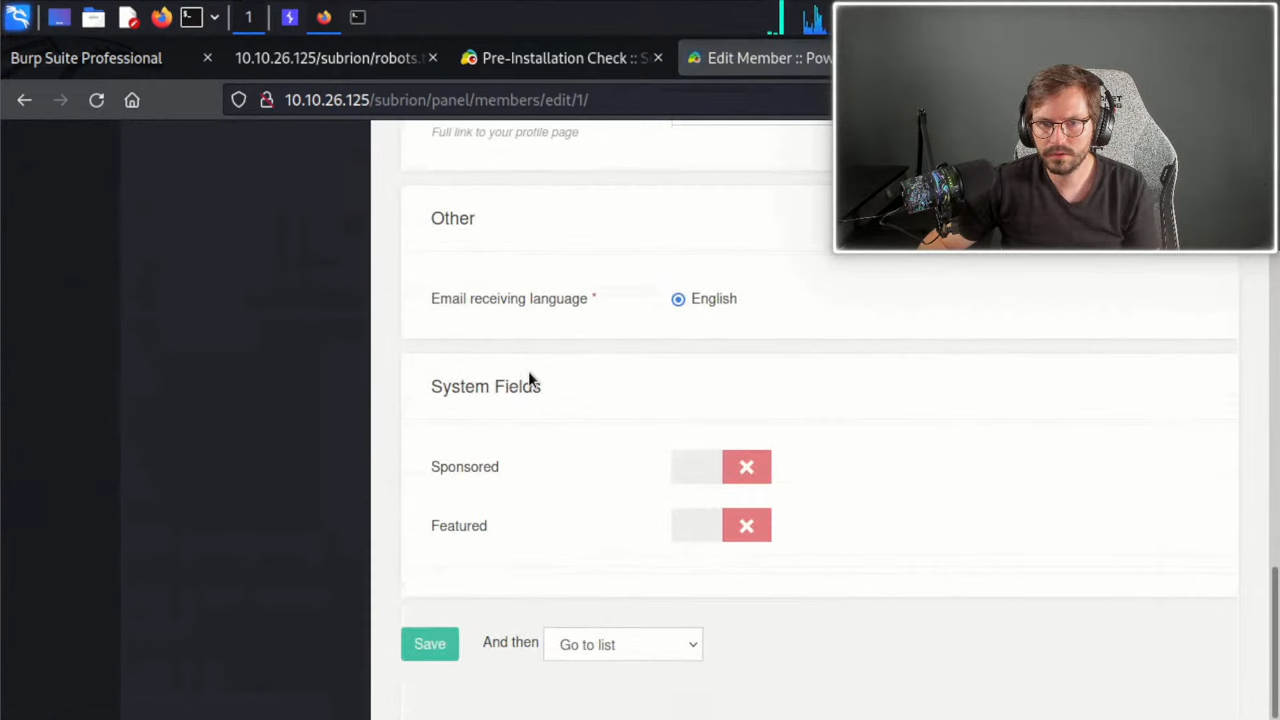 1
Burp Suite Professional
10.10.26.125/subrion/robots.t
Pre-Installation Check :: S
Edit Member :: Pow
10.10.26.125/subrion/panel/members/edit/1/
Full link to your profile page
Other
Email receiving language *
English
System Fields
Sponsored
Featured
Save
And then
Go to list